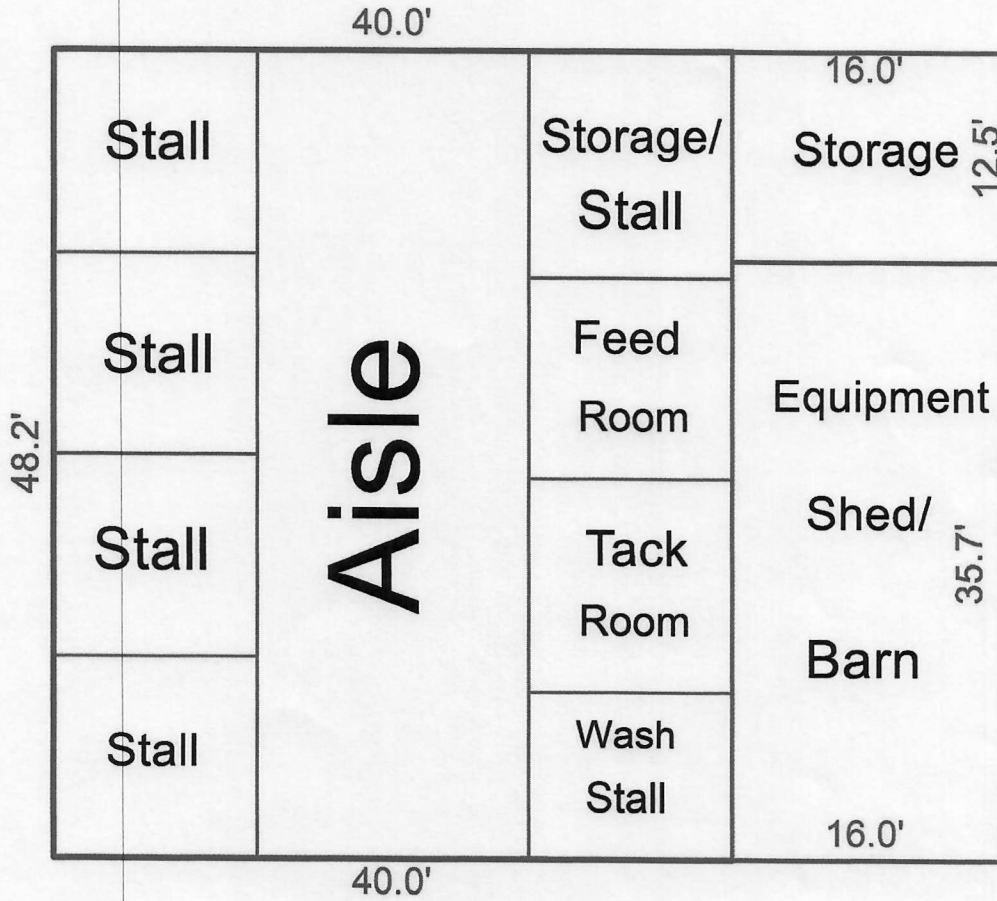 40.0'
16.0'
Stall
Storage/
Stall
Storage
12.5'
Stall
Feed
Room
Equipment
Aisle
48.2'
Stall
Tack
Room
Shed/
35.7'
Barn
Stall
Wash
Stall
16.0'
40.0'